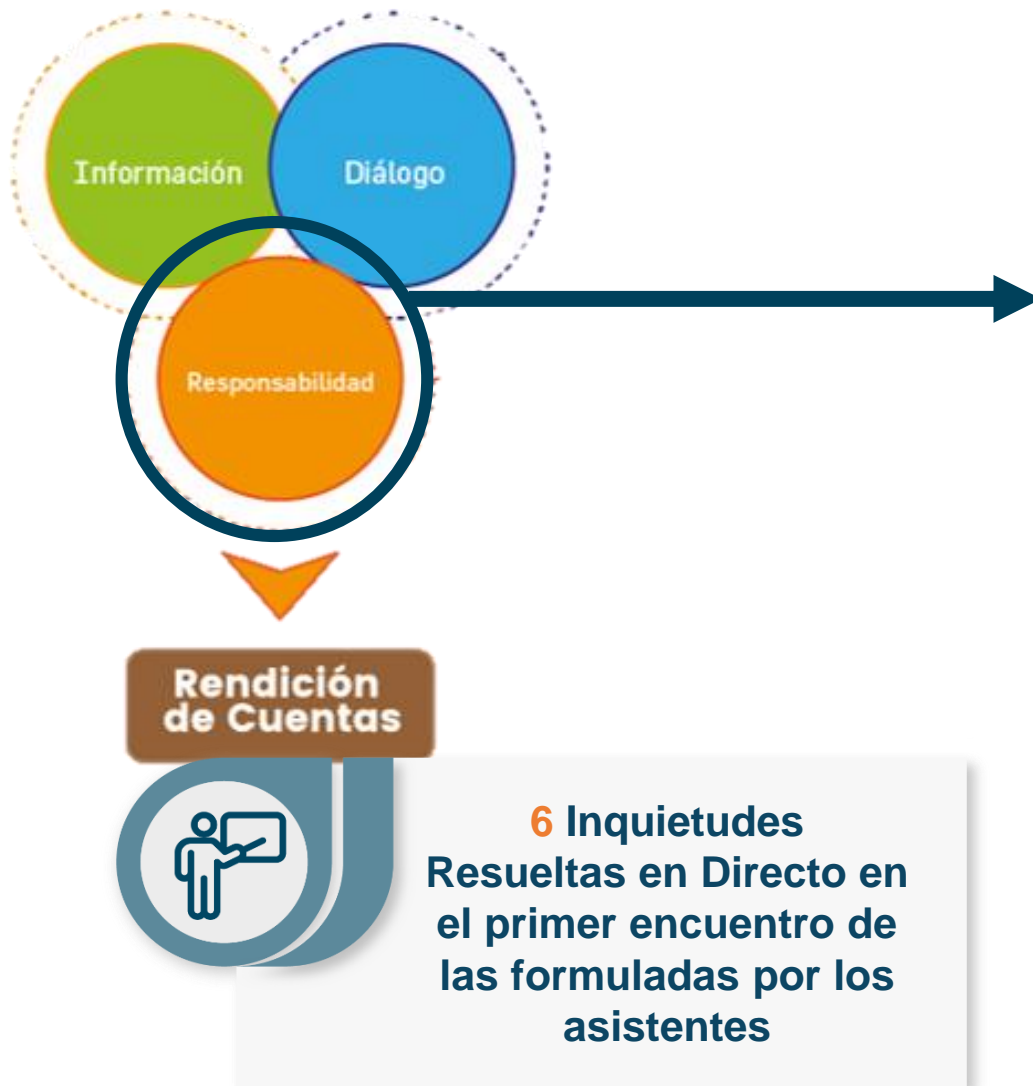 Información
Diálogo
Responsabilidad
Rendición
de Cuentas
6 Inquietudes
Resueltas en Directo en
el primer encuentro de
las formuladas por los
asistentes